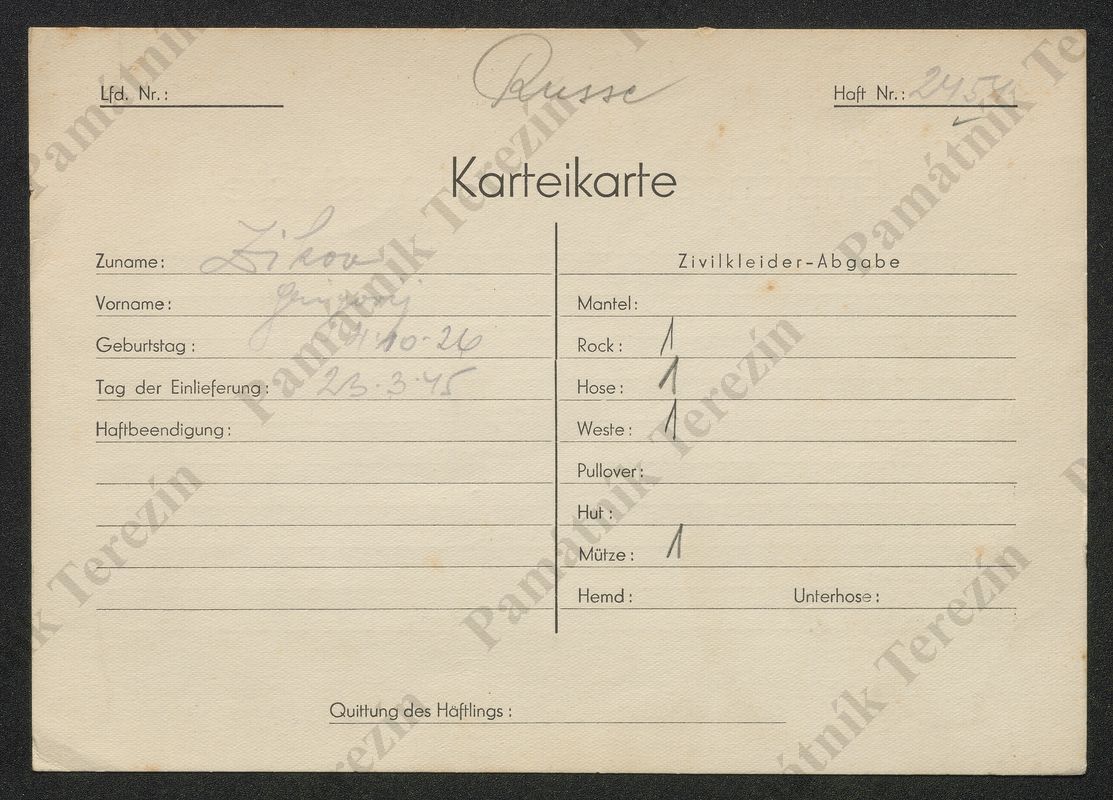 Russe
Lfd. Nr.:
Haft Nr.:
Karteikarte
Zuname: Zikov
Vorname:
Geburtstag: 4.10.26
Tag der Einlieferung: 23.3.45
Haftbeendigung:
Zivilkleider-Abgabe
Mantel:
Rock: 1
Hose: 1
Weste: 1
Pullover:
Hut:
Mütze: 1
Hemd: Unterhose:
Quittung des Häftlings:
Památník Terezín